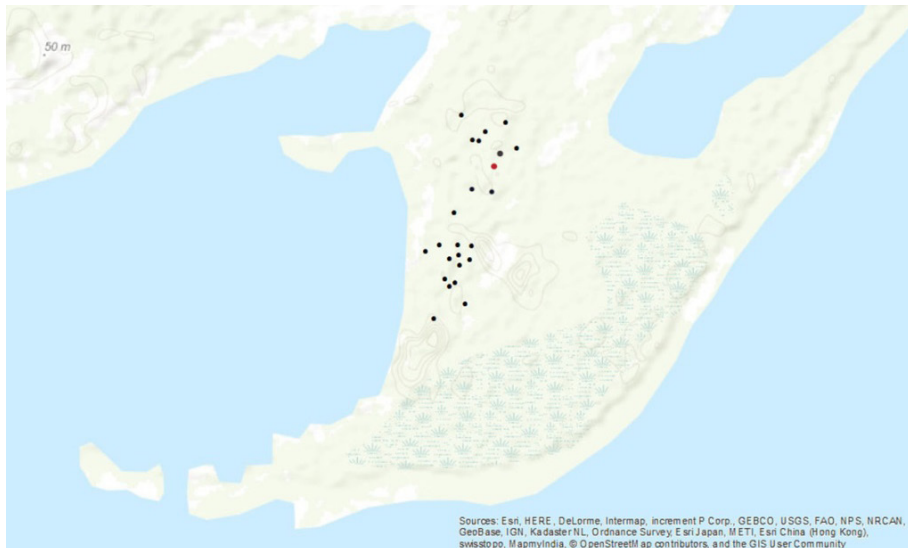 50 m
Sources: Esri, HERE, DeLorme, Intermap, increment P Corp., GEBCO, USGS, FAO, NPS, NRCAN,
GeoBase, IGN, Kadaster NL, Ordnance Survey, Esri Japan, METI, Esri China (Hong Kong),
swisstopo, MapmyIndia, © OpenStreetMap contributors, and the GIS User Community